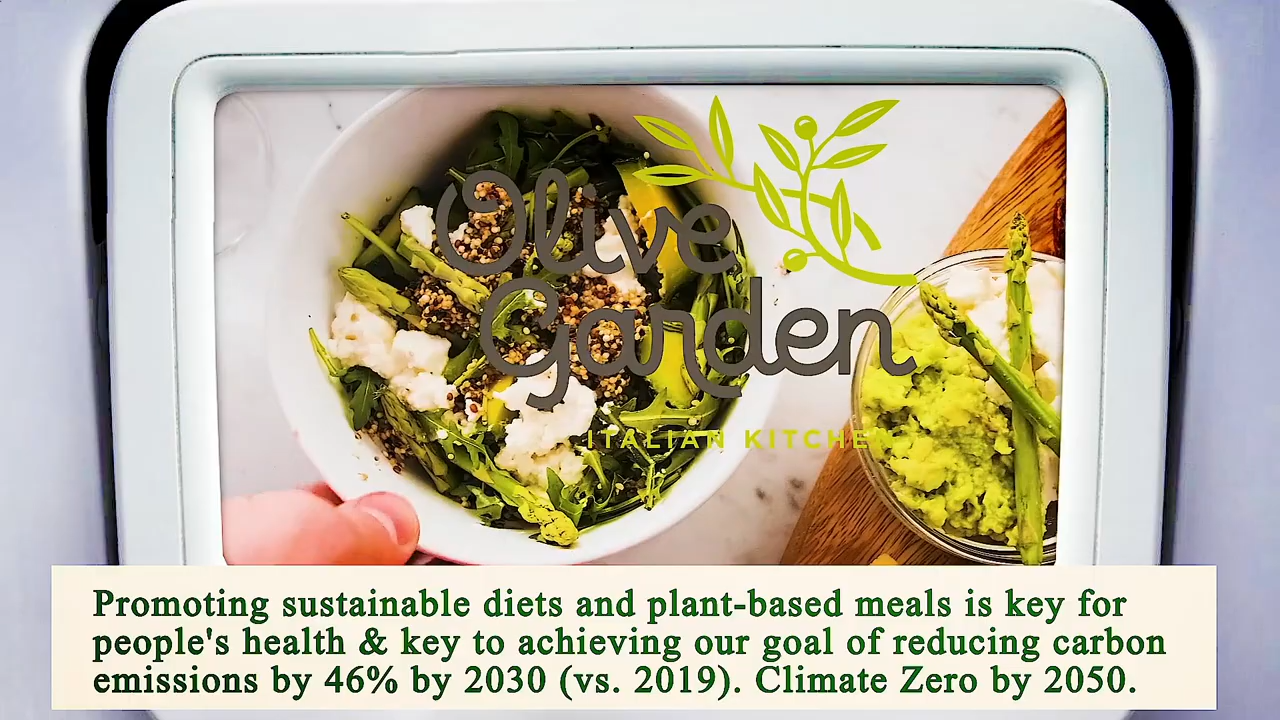 Olive
Garden
ITALIAN KITCHEN
Promoting sustainable diets and plant-based meals is key for
people's health & key to achieving our goal of reducing carbon
emissions by 46% by 2030 (vs. 2019). Climate Zero by 2050.